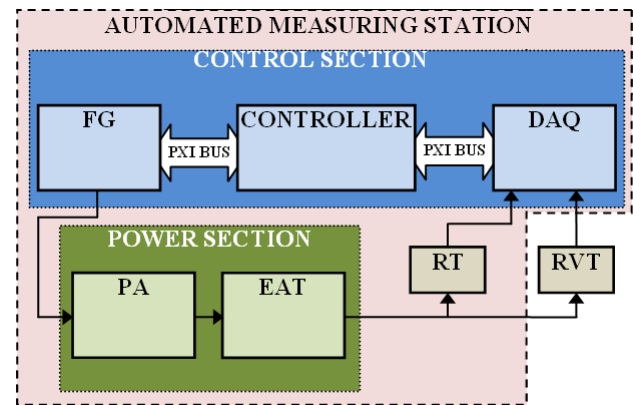 AUTOMATED MEASURING STATION
CONTROL SECTION
FG
CONTROLLER
DAQ
PXI BUS
PXI BUS
POWER SECTION
PA
EAT
RT
RVT